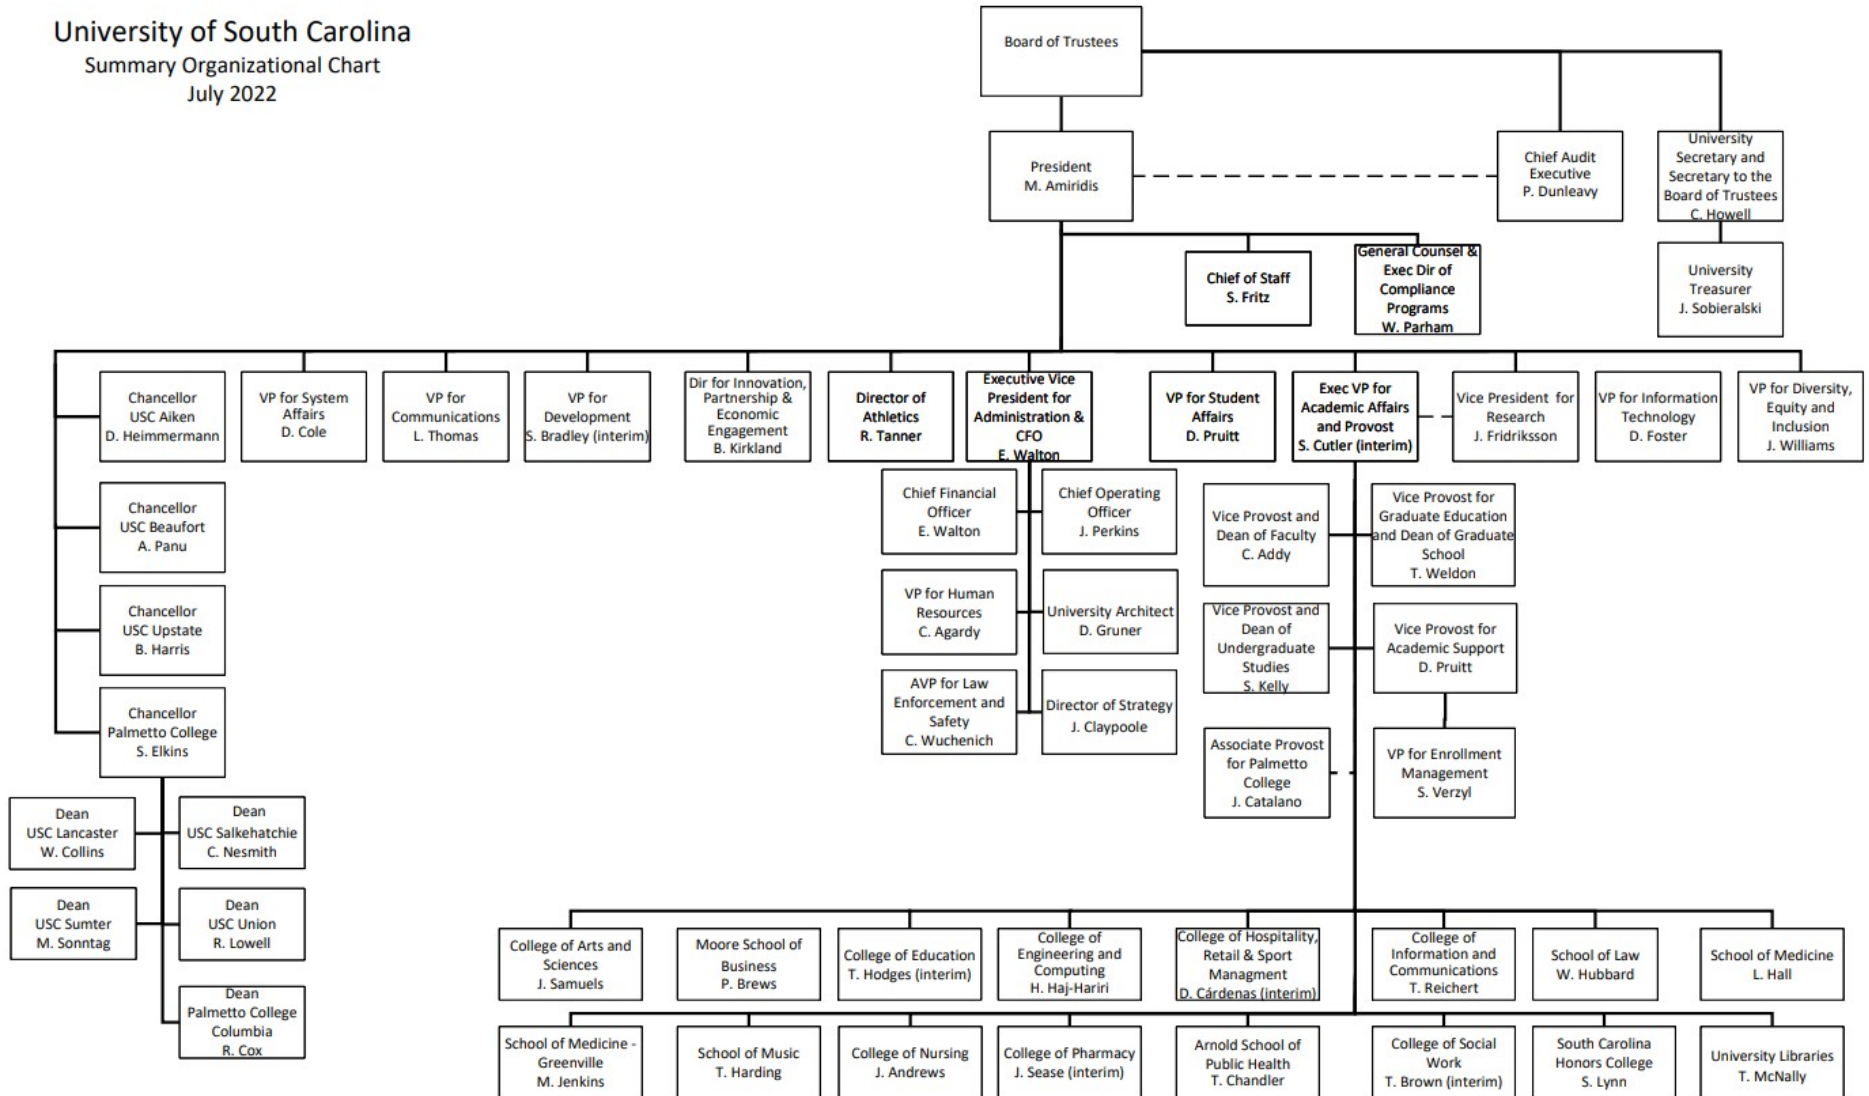 University of South Carolina
Summary Organizational Chart
July 2022
Board of Trustees
President
M. Amiridis
Chief Audit
Executive
P. Dunleavy
University
Secretary and
Secretary to the
Board of Trustees
C. Howell
Chief of Staff
S. Fritz
General Counsel &
Exec Dir of
Compliance
Programs
W. Parham
University
Treasurer
J. Sobieralski
Chancellor
USC Aiken
D. Heimmermann
VP for System
Affairs
D. Cole
VP for
Communications
L. Thomas
VP for
Development
S. Bradley (interim)
Dir for Innovation,
Partnership &
Economic
Engagement
B. Kirkland
Director of
Athletics
R. Tanner
Executive Vice
President for
Administration &
CFO
E. Walton
VP for Student
Affairs
D. Pruitt
Exec VP for
Academic Affairs
and Provost
S. Cutler (interim)
Vice President for
Research
J. Fridriksson
VP for Information
Technology
D. Foster
VP for Diversity,
Equity and
Inclusion
J. Williams
Chancellor
USC Beaufort
A. Panu
Chancellor
USC Upstate
B. Harris
Chancellor
Palmetto College
S. Elkins
Dean
USC Lancaster
W. Collins
Dean
USC Salkehatchie
C. Nesmith
Dean
USC Sumter
M. Sonntag
Dean
USC Union
R. Lowell
Dean
Palmetto College
Columbia
R. Cox
Chief Financial
Officer
E. Walton
Chief Operating
Officer
J. Perkins
VP for Human
Resources
C. Agardy
University Architect
D. Gruner
AVP for Law
Enforcement and
Safety
C. Wuchenich
Director of Strategy
J. Claypoole
Vice Provost and
Dean of Faculty
C. Addy
Vice Provost for
Graduate Education
and Dean of Graduate
School
T. Weldon
Vice Provost and
Dean of
Undergraduate
Studies
S. Kelly
Vice Provost for
Academic Support
D. Pruitt
Associate Provost
for Palmetto
College
J. Catalano
VP for Enrollment
Management
S. Verzyl
College of Arts and
Sciences
J. Samuels
Moore School of
Business
P. Brews
College of Education
T. Hodges (interim)
College of
Engineering and
Computing
H. Haj-Hariri
College of Hospitality,
Retail & Sport
Managment
D. Cárdenas (interim)
College of
Information and
Communications
T. Reichert
School of Law
W. Hubbard
School of Medicine
L. Hall
School of Medicine -
Greenville
M. Jenkins
School of Music
T. Harding
College of Nursing
J. Andrews
College of Pharmacy
J. Sease (interim)
Arnold School of
Public Health
T. Chandler
College of Social
Work
T. Brown (interim)
South Carolina
Honors College
S. Lynn
University Libraries
T. McNally